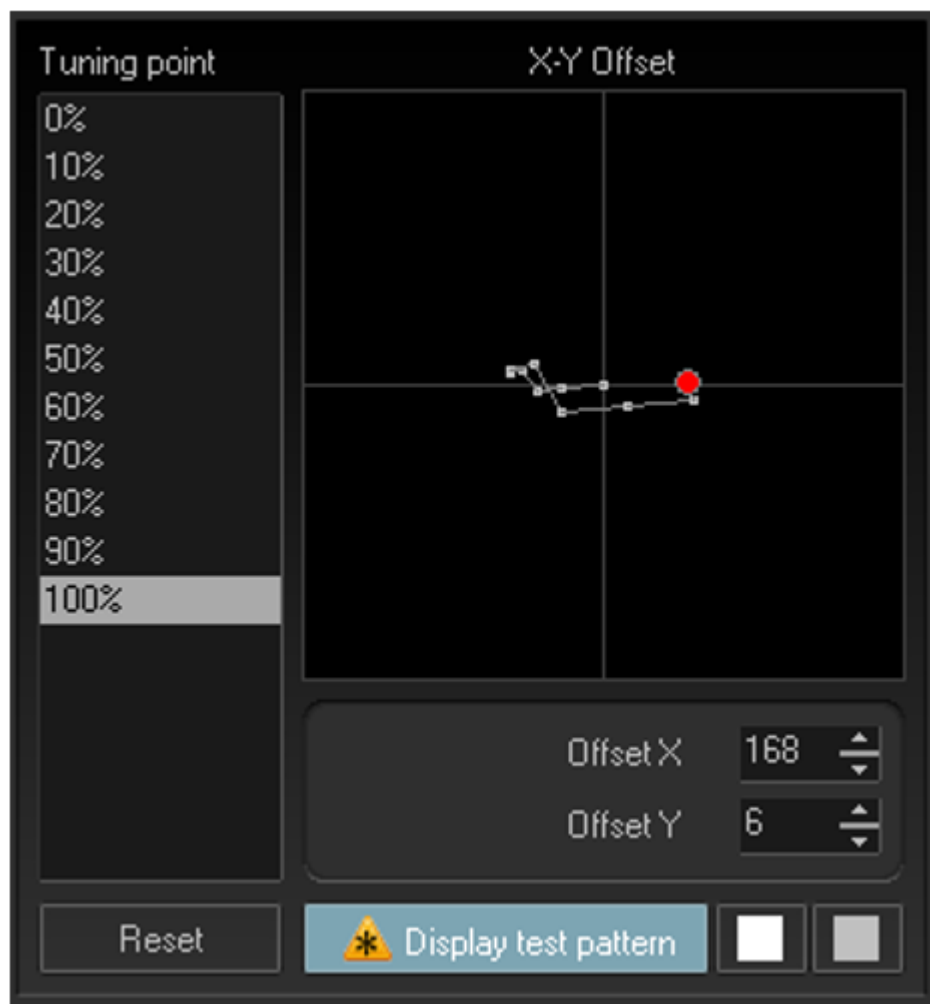 Tuning point
X-Y Offset
0%
10%
20%
30%
40%
50%
60%
70%
80%
90%
100%
Offset X 168
Offset Y 6
Reset
Display test pattern